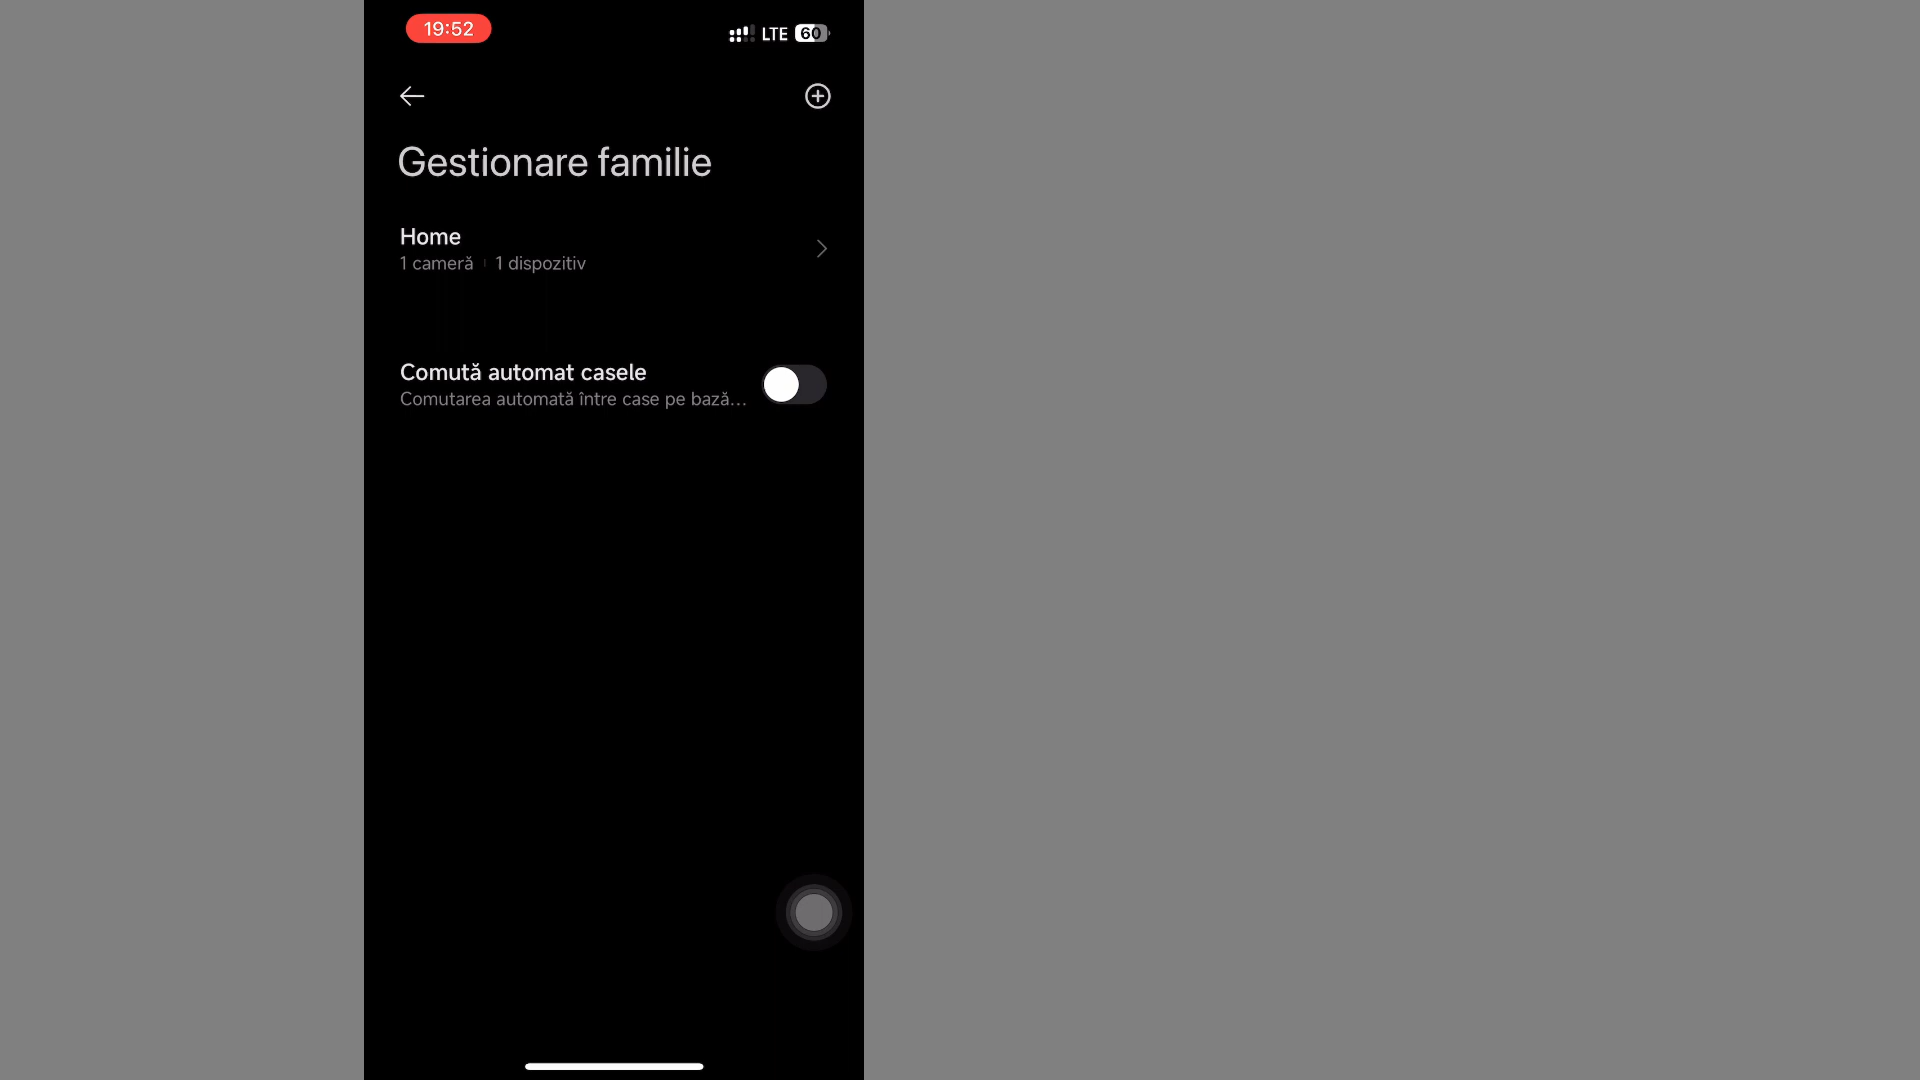 19:52
LTE 60
Gestionare familie
Home
1 cameră 1 dispozitiv
Comută automat casele
Comutarea automată între case pe bază...